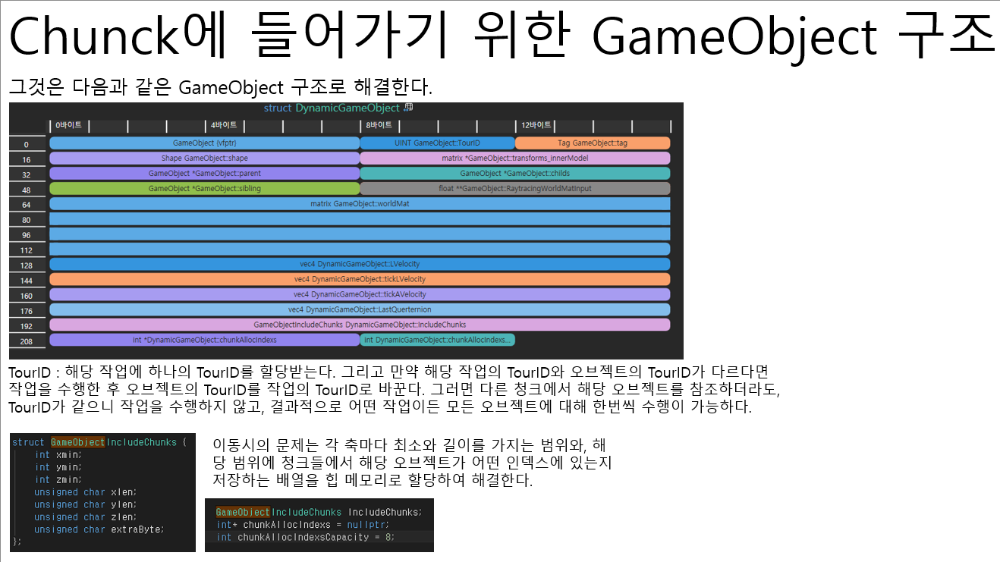 Chunck에 들어가기 위한 GameObject 구조
그것은 다음과 같은 GameObject 구조로 해결한다.
struct DynamicGameObject
0바이트 4바이트 8바이트 12바이트
0 GameObject {vfptr} UINT GameObject::TourID Tag GameObject::tag
16 Shape GameObject::shape matrix *GameObject::transforms_innerModel
32 GameObject *GameObject::parent GameObject *GameObject::childs
48 GameObject *GameObject::sibling float **GameObject::RaytracingWorldMatInput
64 matrix GameObject::worldMat
80
96
112
128 vec4 DynamicGameObject::LVelocity
144 vec4 DynamicGameObject::tickLVelocity
160 vec4 DynamicGameObject::tickAVelocity
176 vec4 DynamicGameObject::LastQuerternion
192 GameObjectIncludeChunks DynamicGameObject::IncludeChunks
208 int *DynamicGameObject::chunkAllocIndexs int DynamicGameObject::chunkAllocIndexs...
TourID : 해당 작업에 하나의 TourID를 할당받는다. 그리고 만약 해당 작업의 TourID와 오브젝트의 TourID가 다르다면
작업을 수행한 후 오브젝트의 TourID를 작업의 TourID로 바꾼다. 그러면 다른 청크에서 해당 오브젝트를 참조하더라도,
TourID가 같으니 작업을 수행하지 않고, 결과적으로 어떤 작업이든 모든 오브젝트에 대해 한번씩 수행이 가능하다.
struct GameObjectIncludeChunks {
int xmin;
int ymin;
int zmin;
unsigned char xlen;
unsigned char ylen;
unsigned char zlen;
unsigned char extraByte;
};
이동시의 문제는 각 축마다 최소와 길이를 가지는 범위와, 해
당 범위에 청크들에서 해당 오브젝트가 어떤 인덱스에 있는지
저장하는 배열을 힙 메모리로 할당하여 해결한다.
GameObjectIncludeChunks IncludeChunks;
int* chunkAllocIndexs = nullptr;
int chunkAllocIndexsCapacity = 8;